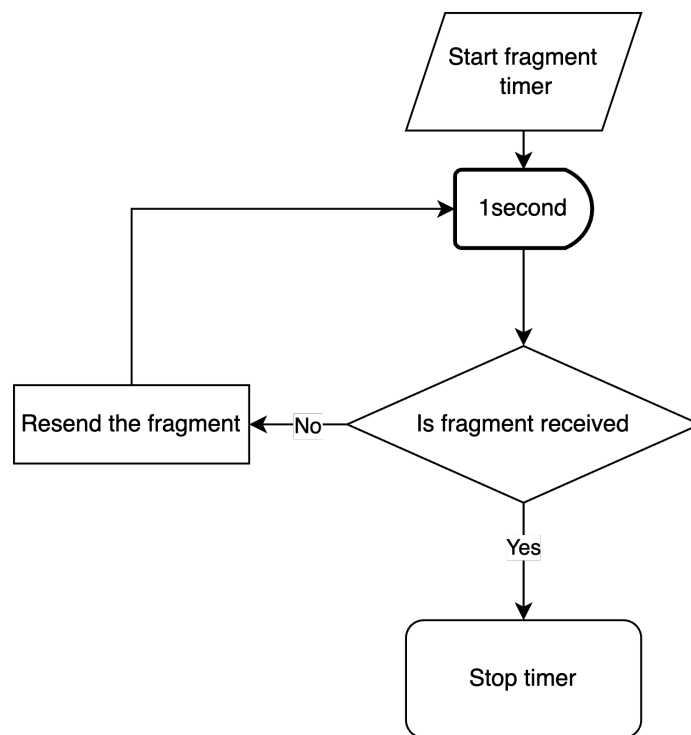 Start fragment
timer
1second
Is fragment received
No
Resend the fragment
Yes
Stop timer